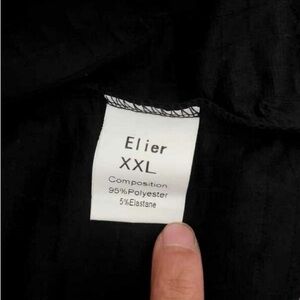 Elier
XXL
Composition
95%Polyester
5%Elastane